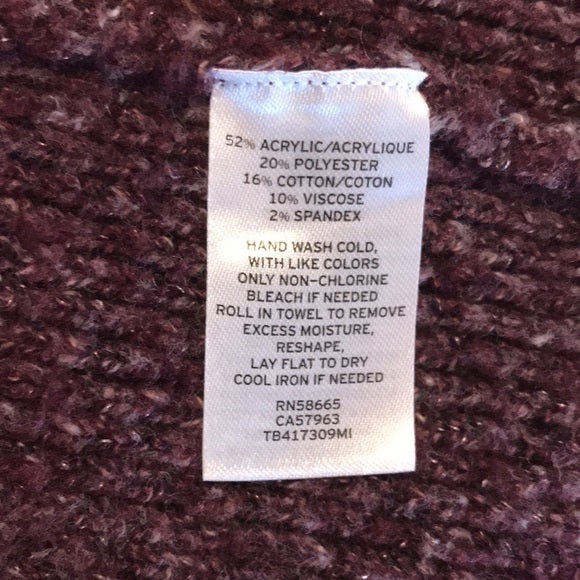 52% ACRYLIC/ACRYLIQUE
20% POLYESTER
16% COTTON/COTON
10% VISCOSE
2% SPANDEX
HAND WASH COLD,
WITH LIKE COLORS
ONLY NON-CHLORINE
BLEACH IF NEEDED
ROLL IN TOWEL TO REMOVE
EXCESS MOISTURE,
RESHAPE,
LAY FLAT TO DRY
COOL IRON IF NEEDED
RN58665
CA57963
TB417309MI